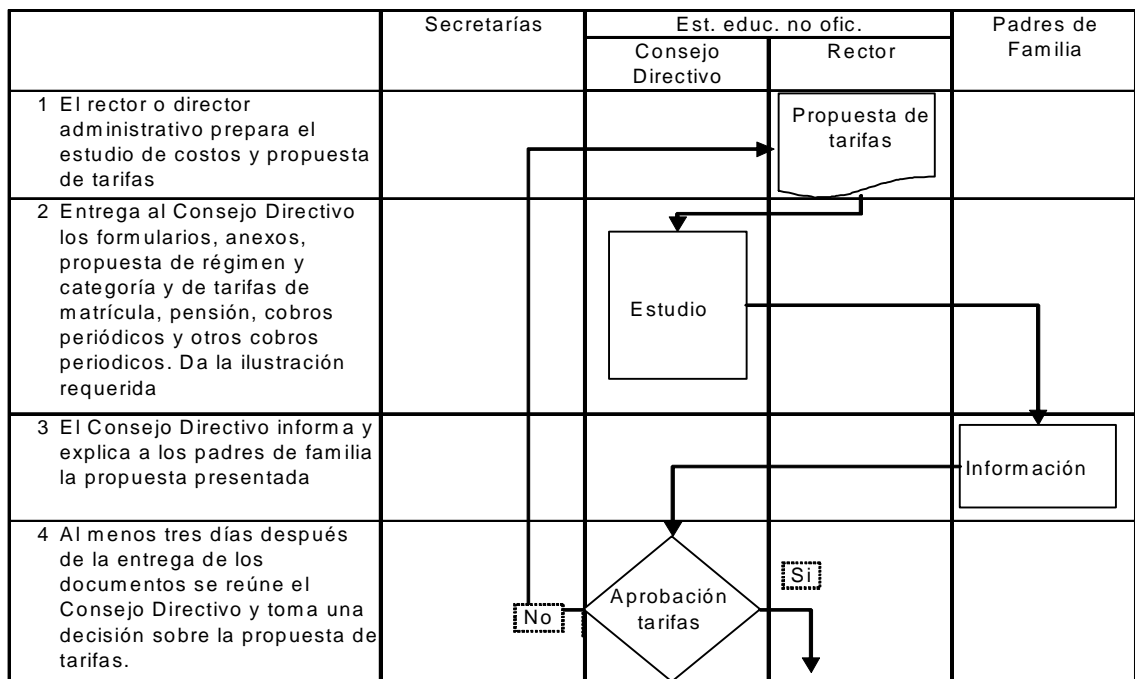 Secretarías
Est. educ. no ofic.
Padres de
Familia
Consejo
Directivo
Rector
1 El rector o director
administrativo prepara el
estudio de costos y propuesta
de tarifas
Propuesta de
tarifas
2 Entrega al Consejo Directivo
los formularios, anexos,
propuesta de régimen y
categoría y de tarifas de
matrícula, pensión, cobros
periódicos y otros cobros
periodicos. Da la ilustración
requerida
Estudio
3 El Consejo Directivo informa y
explica a los padres de familia
la propuesta presentada
Información
4 Al menos tres días después
de la entrega de los
documentos se reúne el
Consejo Directivo y toma una
decisión sobre la propuesta de
tarifas.
No
Aprobación
tarifas
Si